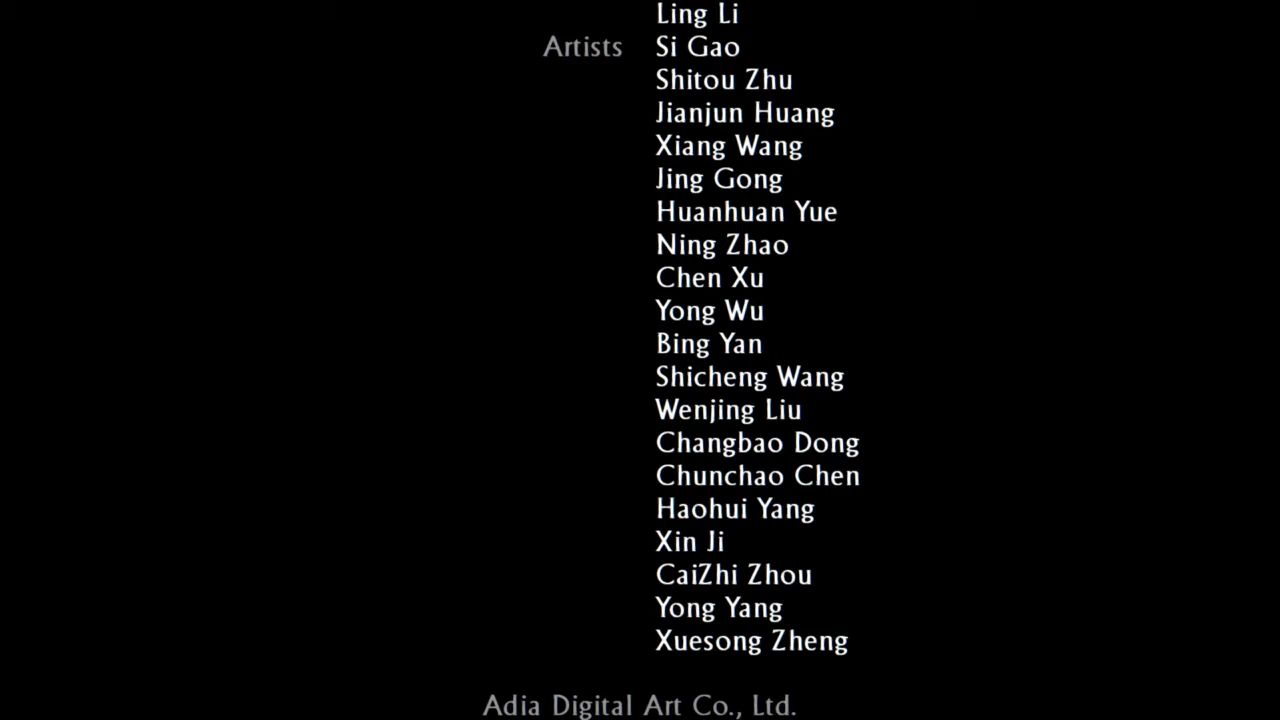 Ling Li
Artists Si Gao
Shitou Zhu
Jianjun Huang
Xiang Wang
Jing Gong
Huanhuan Yue
Ning Zhao
Chen Xu
Yong Wu
Bing Yan
Shicheng Wang
Wenjing Liu
Changbao Dong
Chunchao Chen
Haohui Yang
Xin Ji
CaiZhi Zhou
Yong Yang
Xuesong Zheng
Adia Digital Art Co., Ltd.